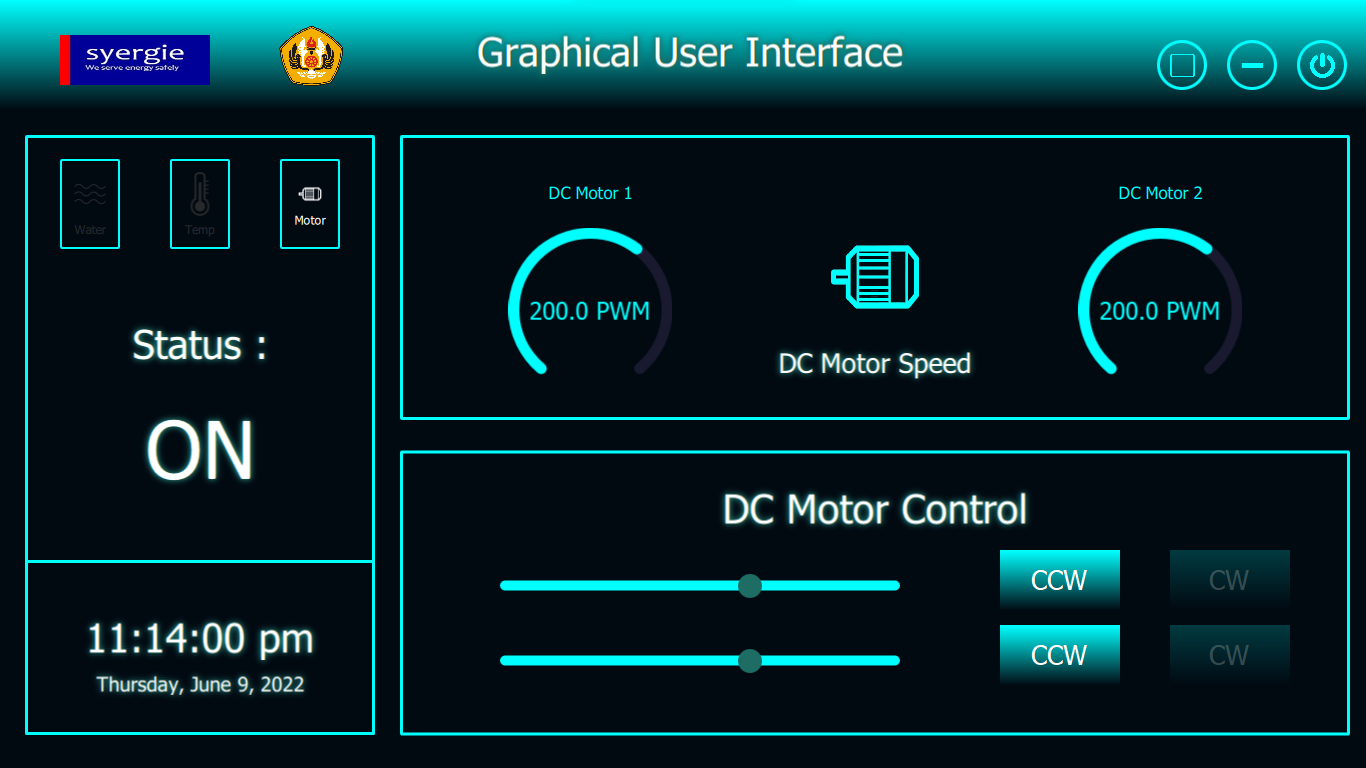 syergie
We serve energy safely
Graphical User Interface
Water
Temp
Motor
Status :
ON
11:14:00 pm
Thursday, June 9, 2022
DC Motor 1
200.0 PWM
DC Motor Speed
DC Motor 2
200.0 PWM
DC Motor Control
CCW
CW
CCW
CW